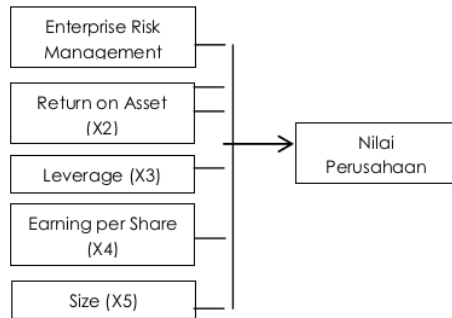 Enterprise Risk
Management
Return on Asset
(X2)
Leverage (X3)
Earning per Share
(X4)
Size (X5)
Nilai
Perusahaan